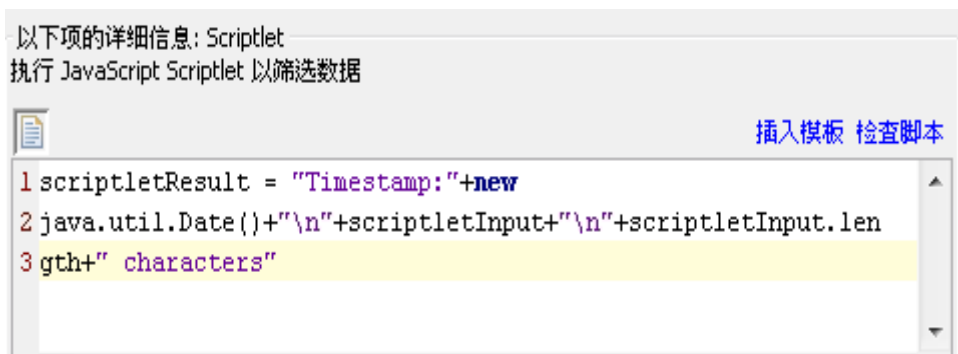 以下项的详细信息: Scriptlet
执行 JavaScript Scriptlet 以筛选数据
插入模板 检查脚本
1 scriptletResult = "Timestamp:"+new
2 java.util.Date()+"\n"+scriptletInput+"\n"+scriptletInput.len
3 gth+" characters"